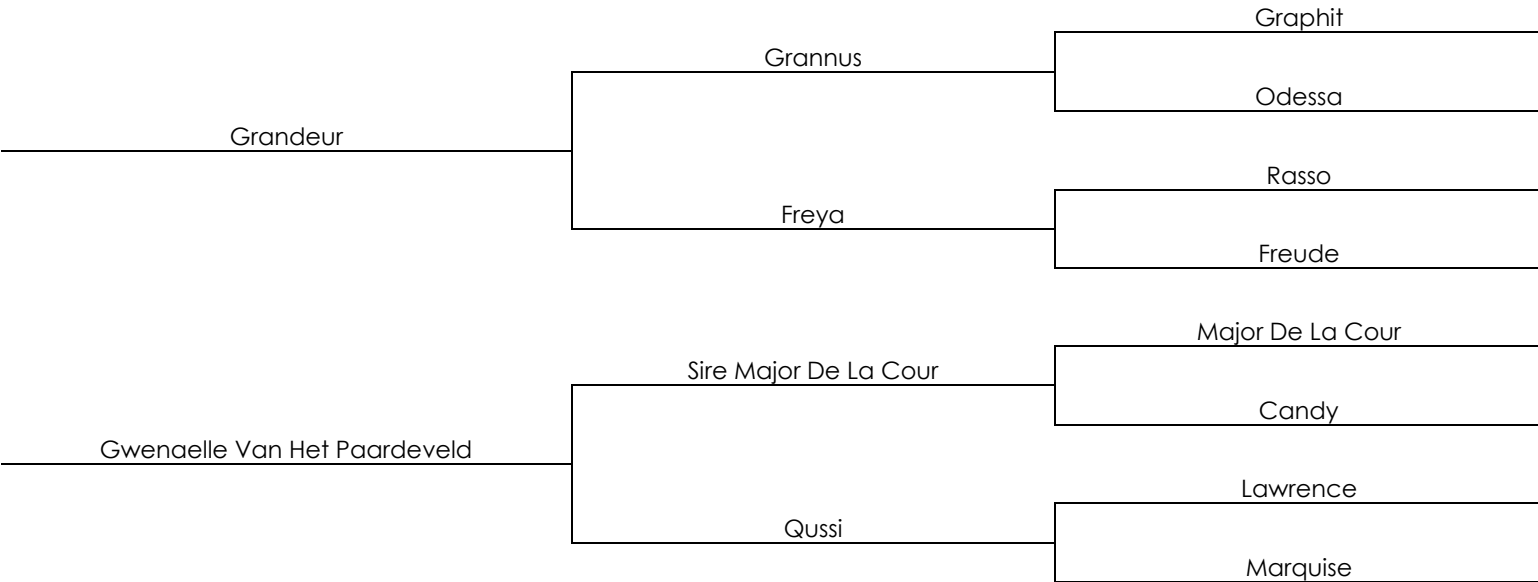 Graphit
Grannus
Odessa
Grandeur
Rasso
Freya
Freude
Major De La Cour
Sire Major De La Cour
Candy
Gwenaelle Van Het Paardeveld
Lawrence
Qussi
Marquise